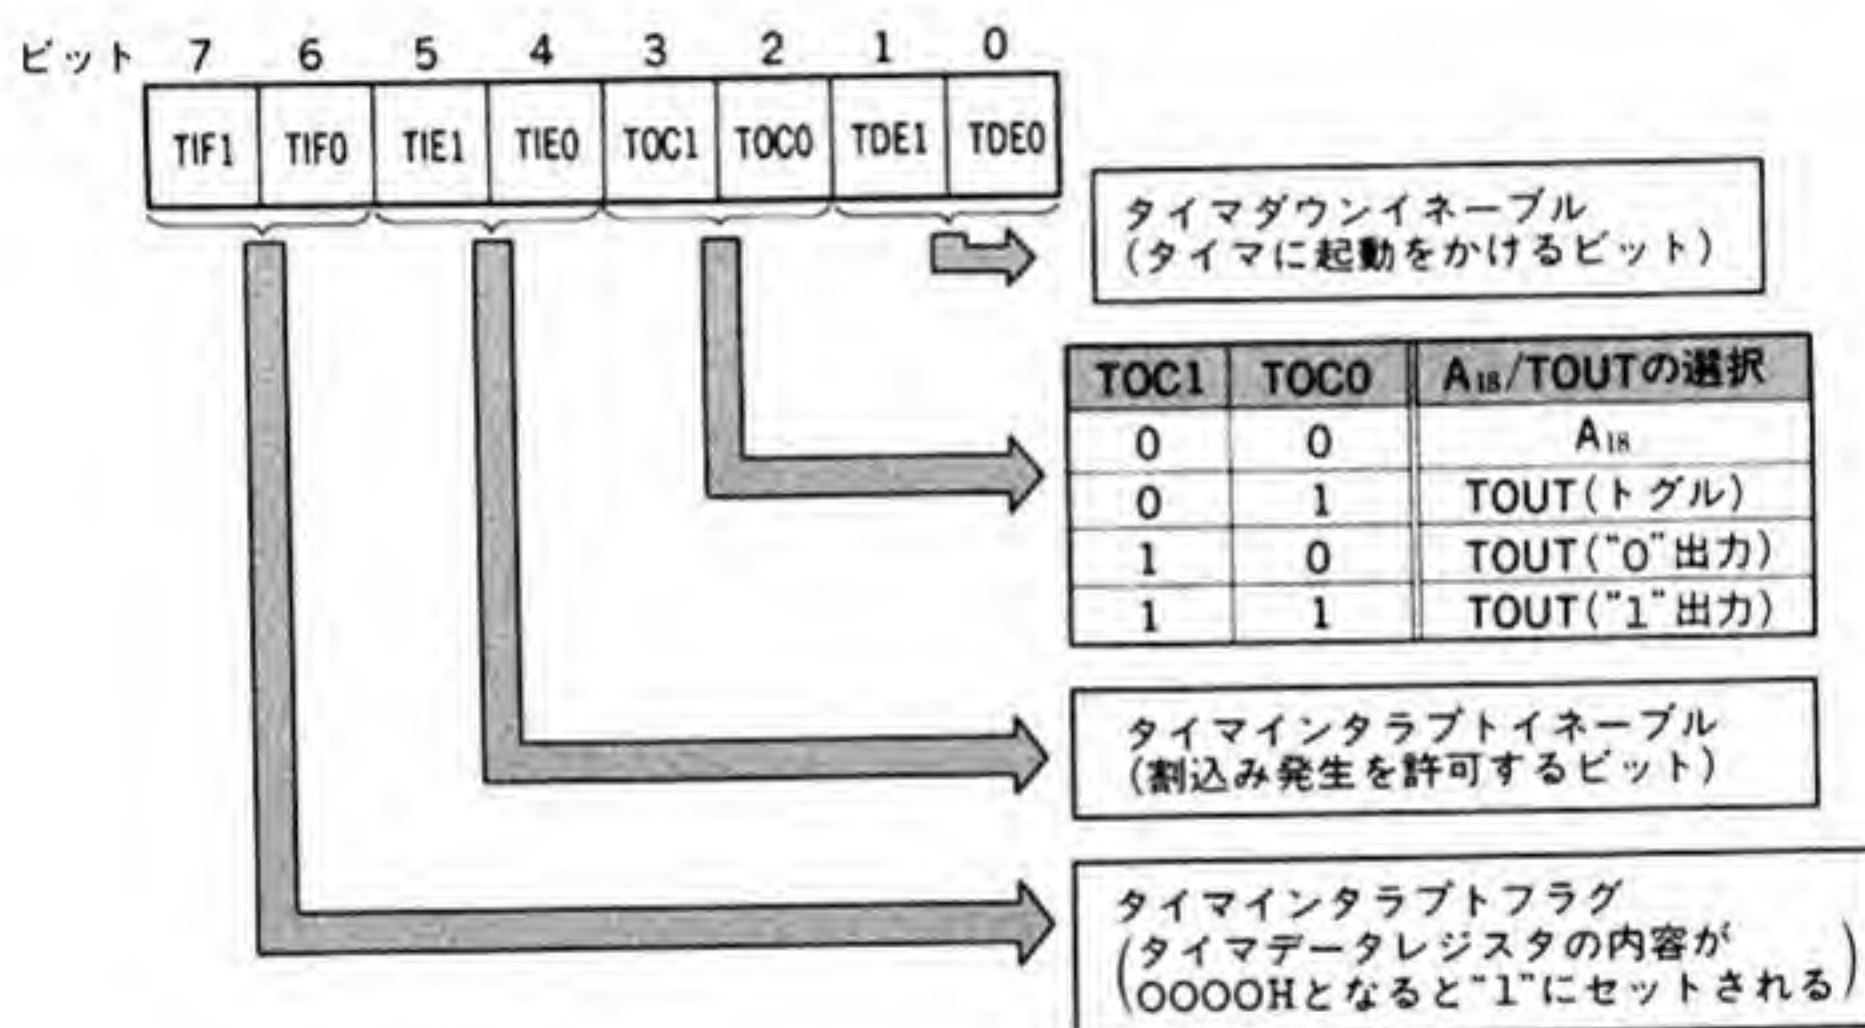 ビット 7 6 5 4 3 2 1 0
TIF1 TIF0 TIE1 TIE0 TOC1 TOC0 TDE1 TDE0
タイマダウンイネーブル
(タイマに起動をかけるビット)
TOC1 TOC0 A18/TOUTの選択
0 0 A18
0 1 TOUT(トグル)
1 0 TOUT("0"出力)
1 1 TOUT("1"出力)
タイマインタラプトイネーブル
(割込み発生を許可するビット)
タイマインタラプトフラグ
(タイマデータレジスタの内容が
0000Hとなると"1"にセットされる)